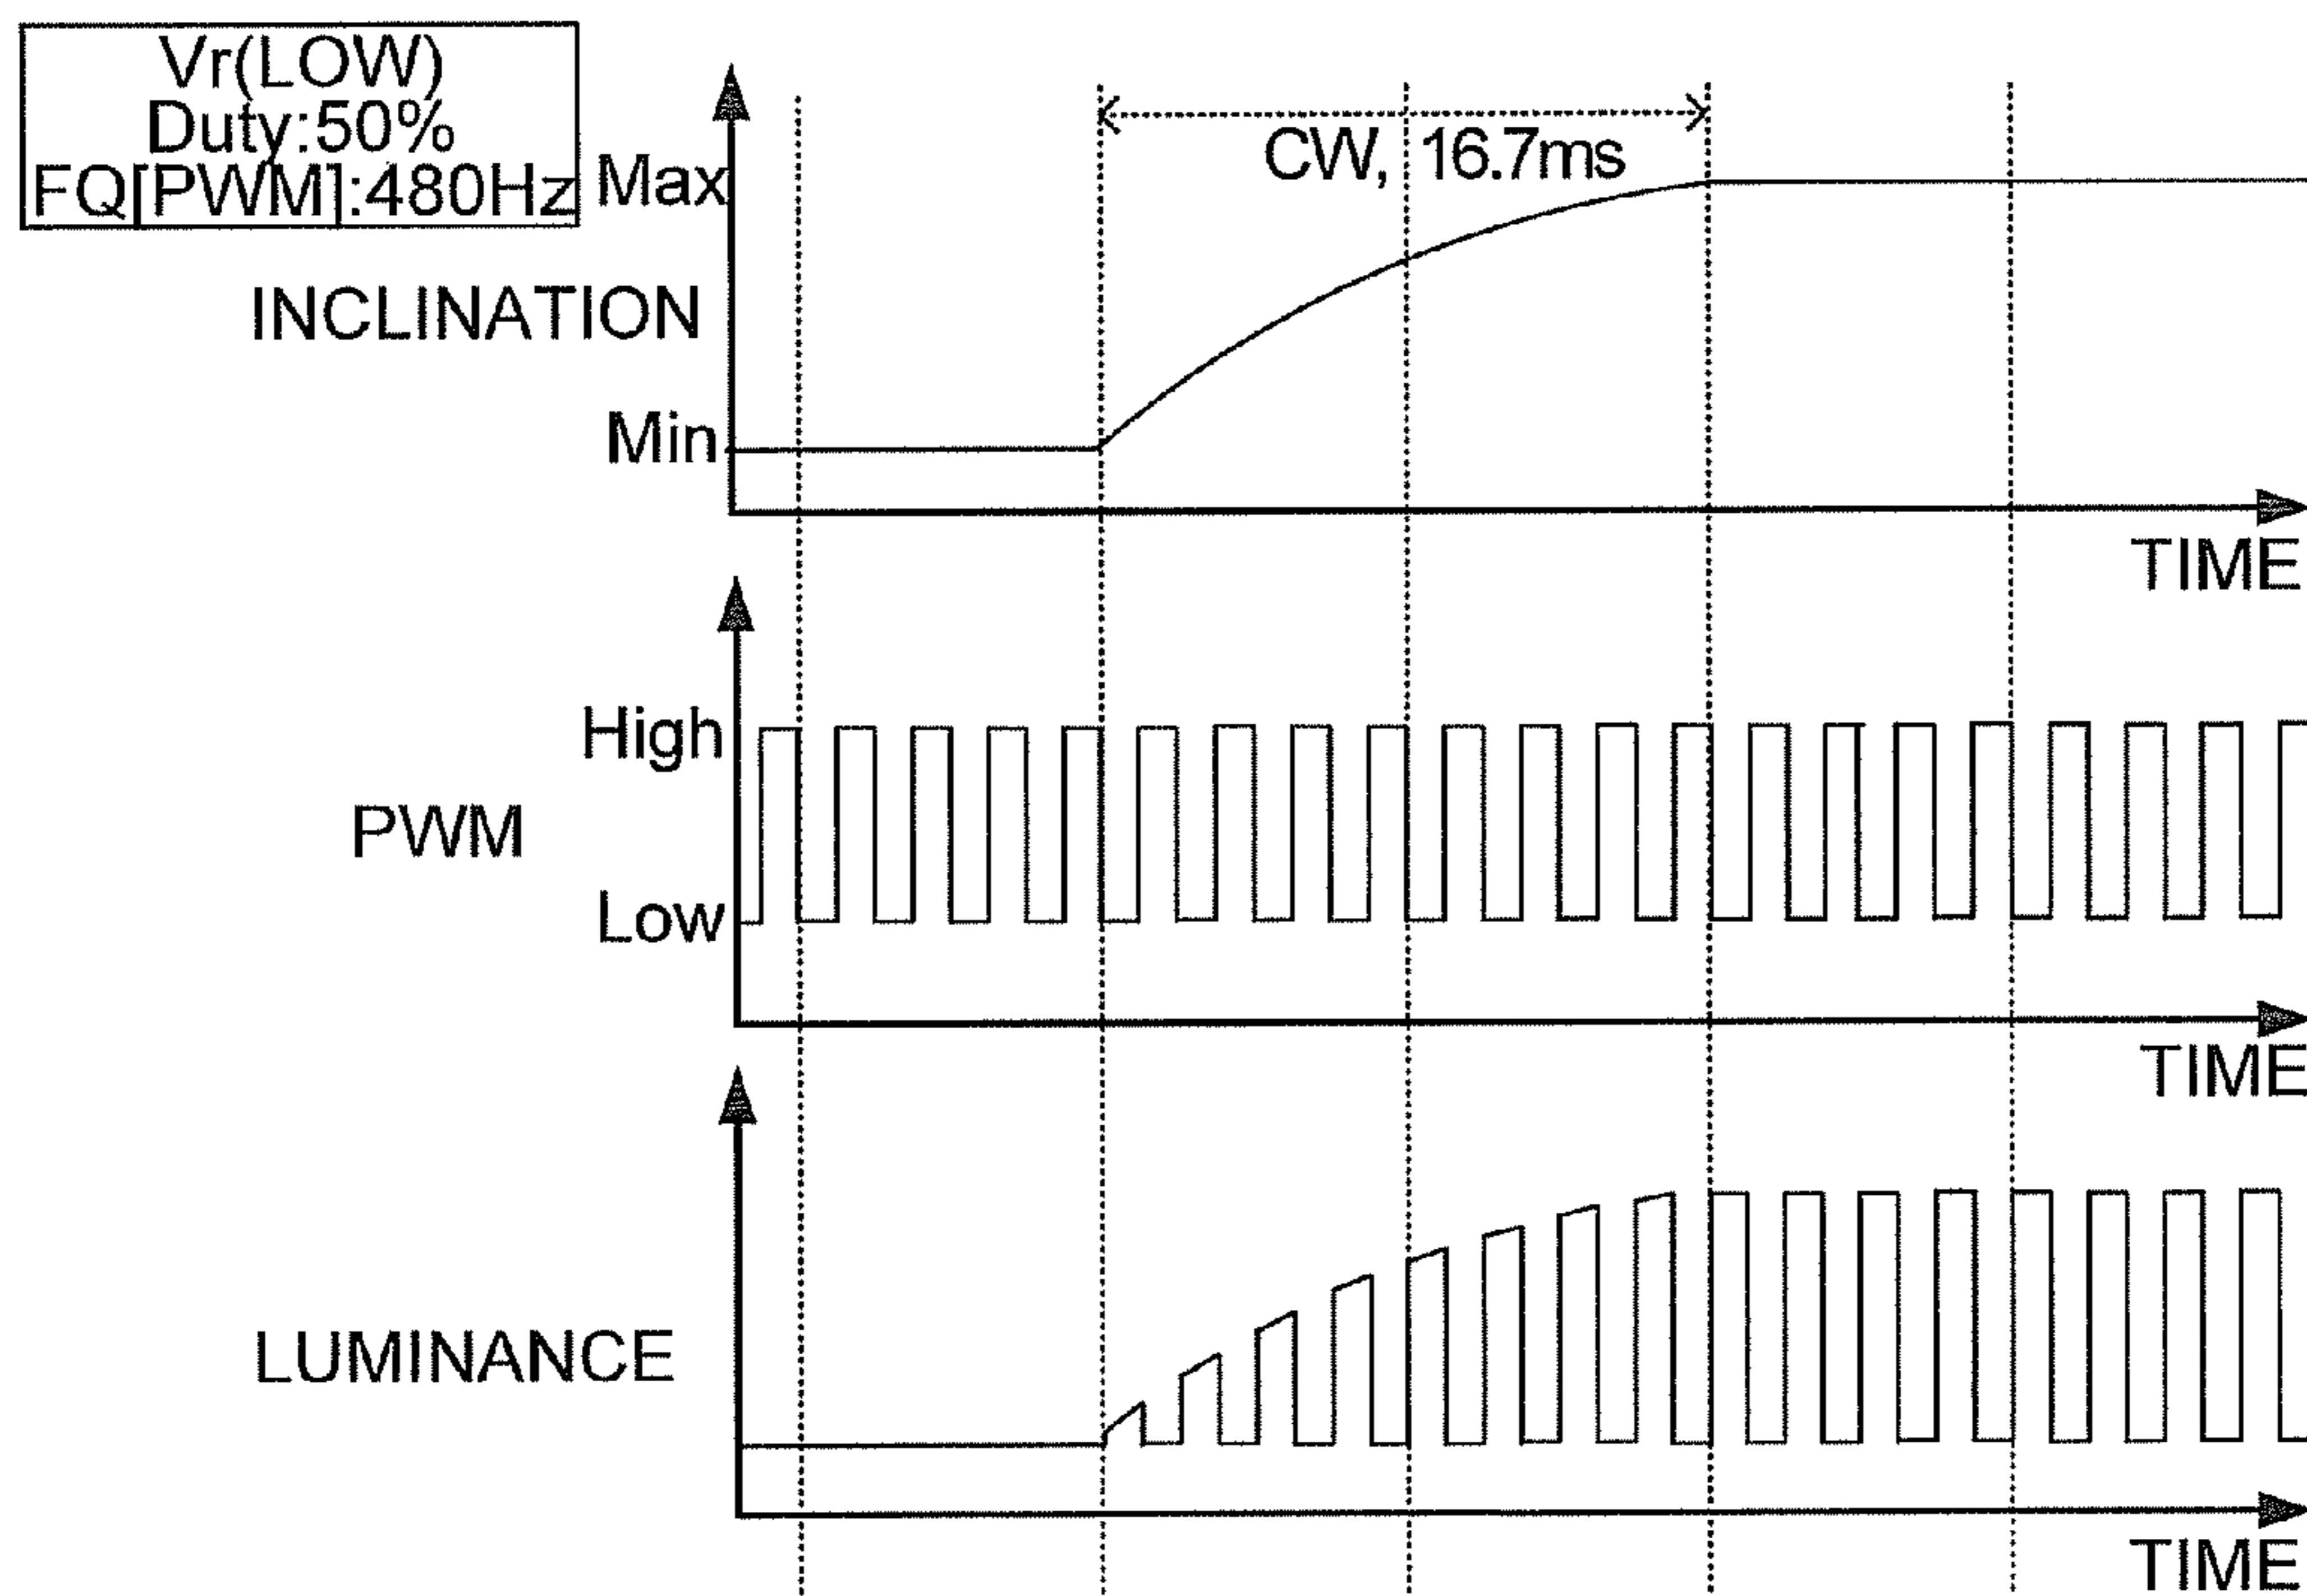 Vr(LOW)
Duty:50%
FQ[PWM]:480Hz
CW, 16.7ms
Max
INCLINATION
Min
TIME
High
PWM
Low
TIME
LUMINANCE
TIME